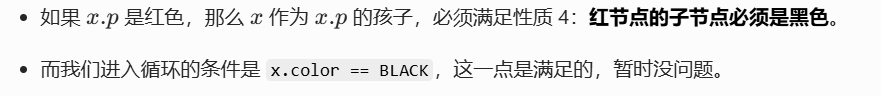 • 如果 x.p 是红色，那么 x 作为 x.p 的孩子，必须满足性质 4：红节点的子节点必须是黑色。
• 而我们进入循环的条件是 x.color == BLACK，这一点是满足的，暂时没问题。